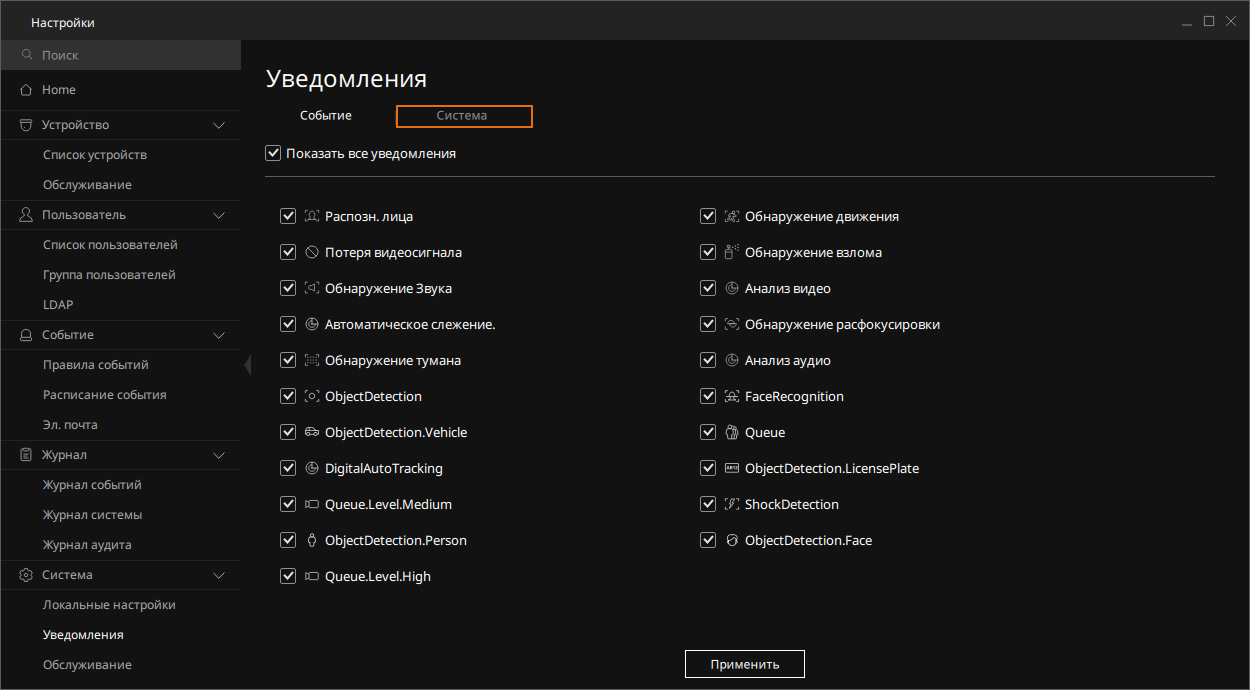 Настройки
Поиск
Home
Устройство
Список устройств
Обслуживание
Пользователь
Список пользователей
Группа пользователей
LDAP
Событие
Правила событий
Расписание события
Эл. почта
Журнал
Журнал событий
Журнал системы
Журнал аудита
Система
Локальные настройки
Уведомления
Обслуживание
Уведомления
Событие Система
Показать все уведомления
Распозн. лица Обнаружение движения
Потеря видеосигнала Обнаружение взлома
Обнаружение Звука Анализ видео
Автоматическое слежение. Обнаружение расфокусировки
Обнаружение тумана Анализ аудио
ObjectDetection FaceRecognition
ObjectDetection.Vehicle Queue
DigitalAutoTracking ObjectDetection.LicensePlate
Queue.Level.Medium ShockDetection
ObjectDetection.Person ObjectDetection.Face
Queue.Level.High
Применить